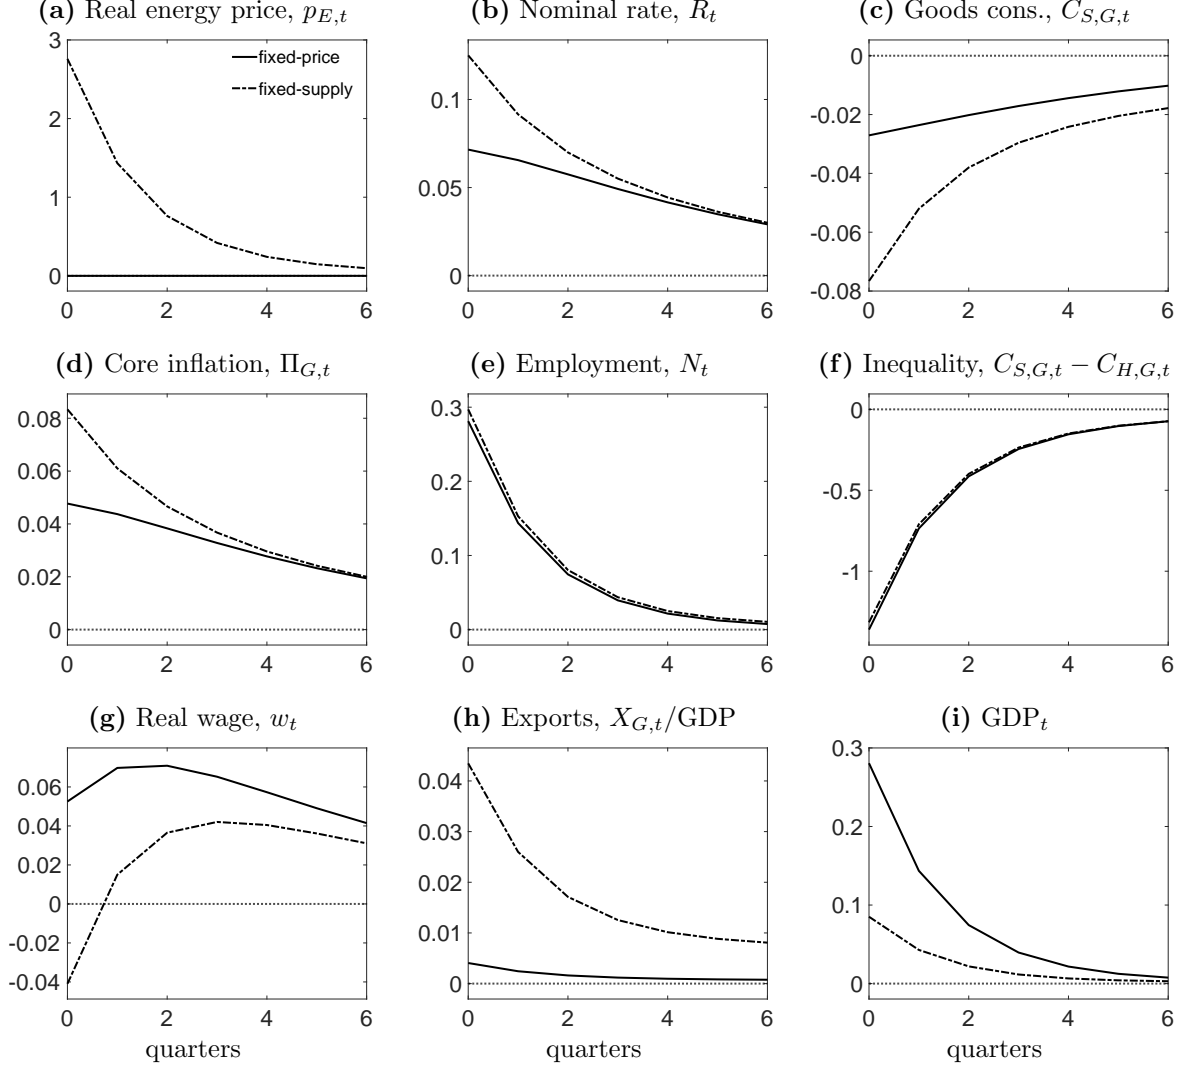 (a) Real energy price, p_{E,t}
(b) Nominal rate, R_t
(c) Goods cons., C_{S,G,t}
3
2
1
0
fixed-price
fixed-supply
0 2 4 6
0.1
0.05
0
0 2 4 6
0
-0.02
-0.04
-0.06
-0.08
0 2 4 6
(d) Core inflation, Π_{G,t}
(e) Employment, N_t
(f) Inequality, C_{S,G,t} − C_{H,G,t}
0.08
0.06
0.04
0.02
0
0 2 4 6
0.3
0.2
0.1
0
0 2 4 6
0
-0.5
-1
0 2 4 6
(g) Real wage, w_t
(h) Exports, X_{G,t}/GDP
(i) GDP_t
0.06
0.04
0.02
0
-0.02
-0.04
0 2 4 6
quarters
0.04
0.03
0.02
0.01
0
0 2 4 6
quarters
0.3
0.2
0.1
0
0 2 4 6
quarters